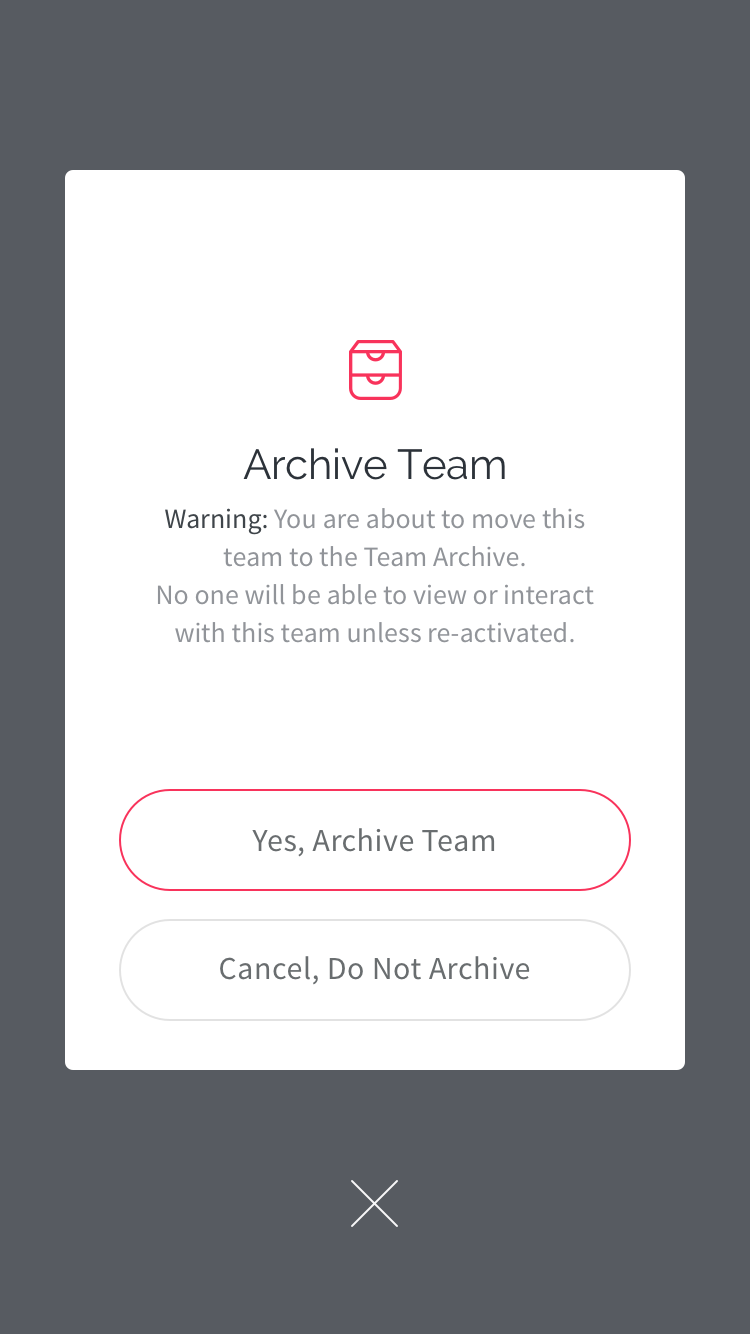 Archive Team
Warning: You are about to move this
team to the Team Archive.
No one will be able to view or interact
with this team unless re-activated.
Yes, Archive Team
Cancel, Do Not Archive